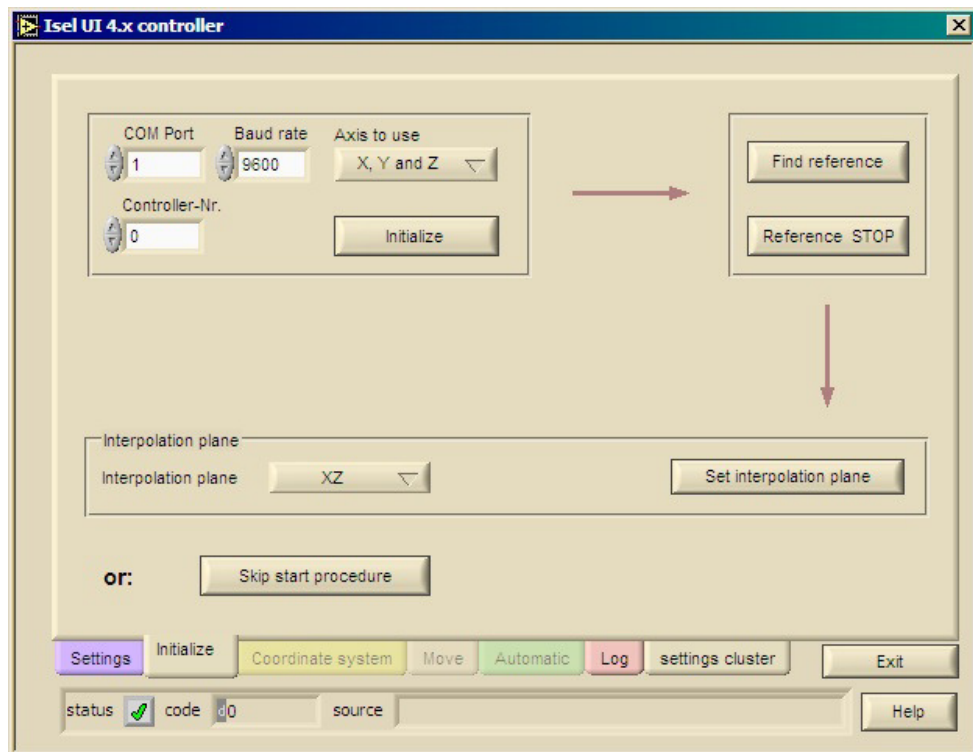 Isel UI 4.x controller
COM Port Baud rate Axis to use
1 9600 X, Y and Z
Find reference
Controller-Nr.
0 Initialize
Reference STOP
Interpolation plane
Interpolation plane XZ Set interpolation plane
or: Skip start procedure
Settings Initialize Coordinate system Move Automatic Log settings cluster Exit
status code d0 source Help